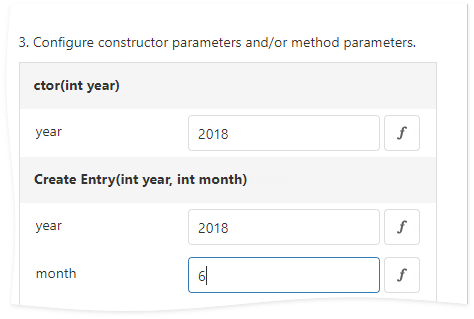 3. Configure constructor parameters and/or method parameters.
ctor(int year)
year 2018 f
Create Entry(int year, int month)
year 2018 f
month 6 f